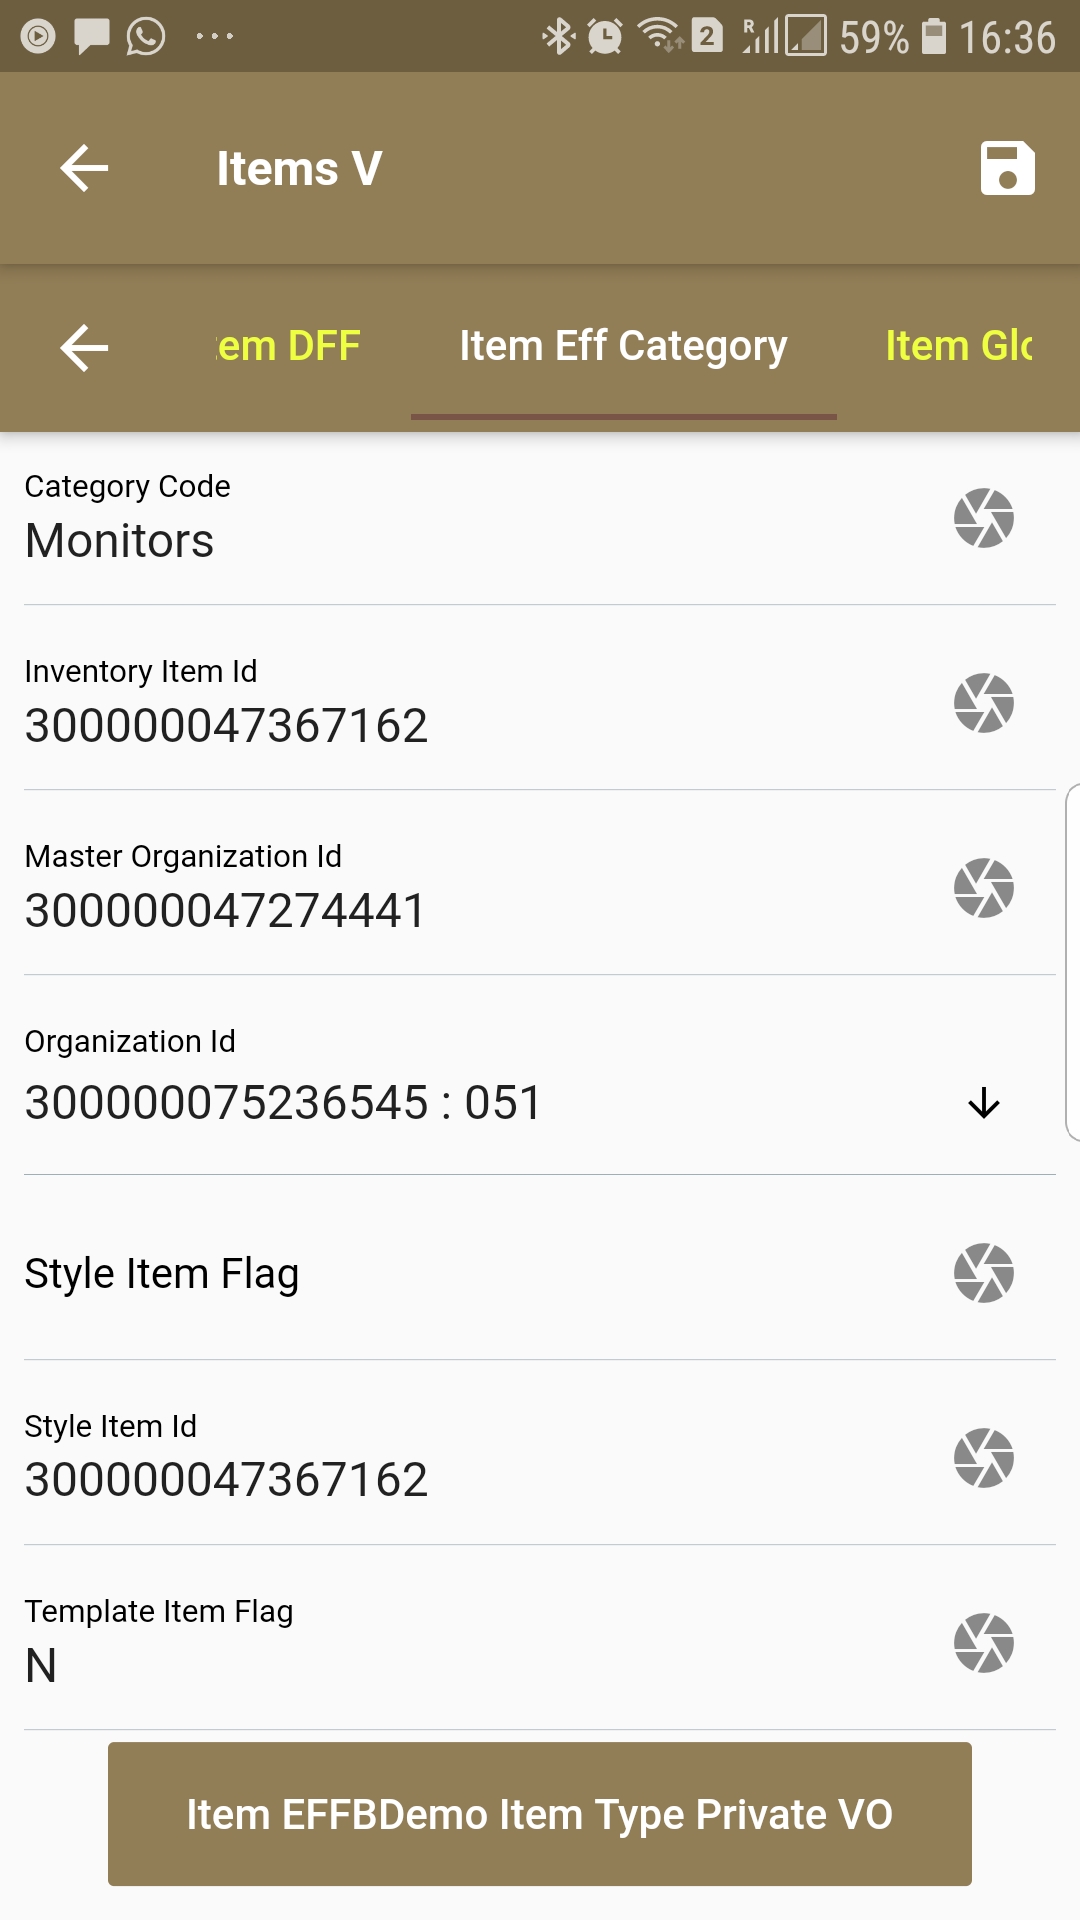 2 R 59% 16:36
Items V
em DFF Item Eff Category Item Glo
Category Code
Monitors
Inventory Item Id
300000047367162
Master Organization Id
300000047274441
Organization Id
300000075236545 : 051
Style Item Flag
Style Item Id
300000047367162
Template Item Flag
N
Item EFFBDemo Item Type Private VO